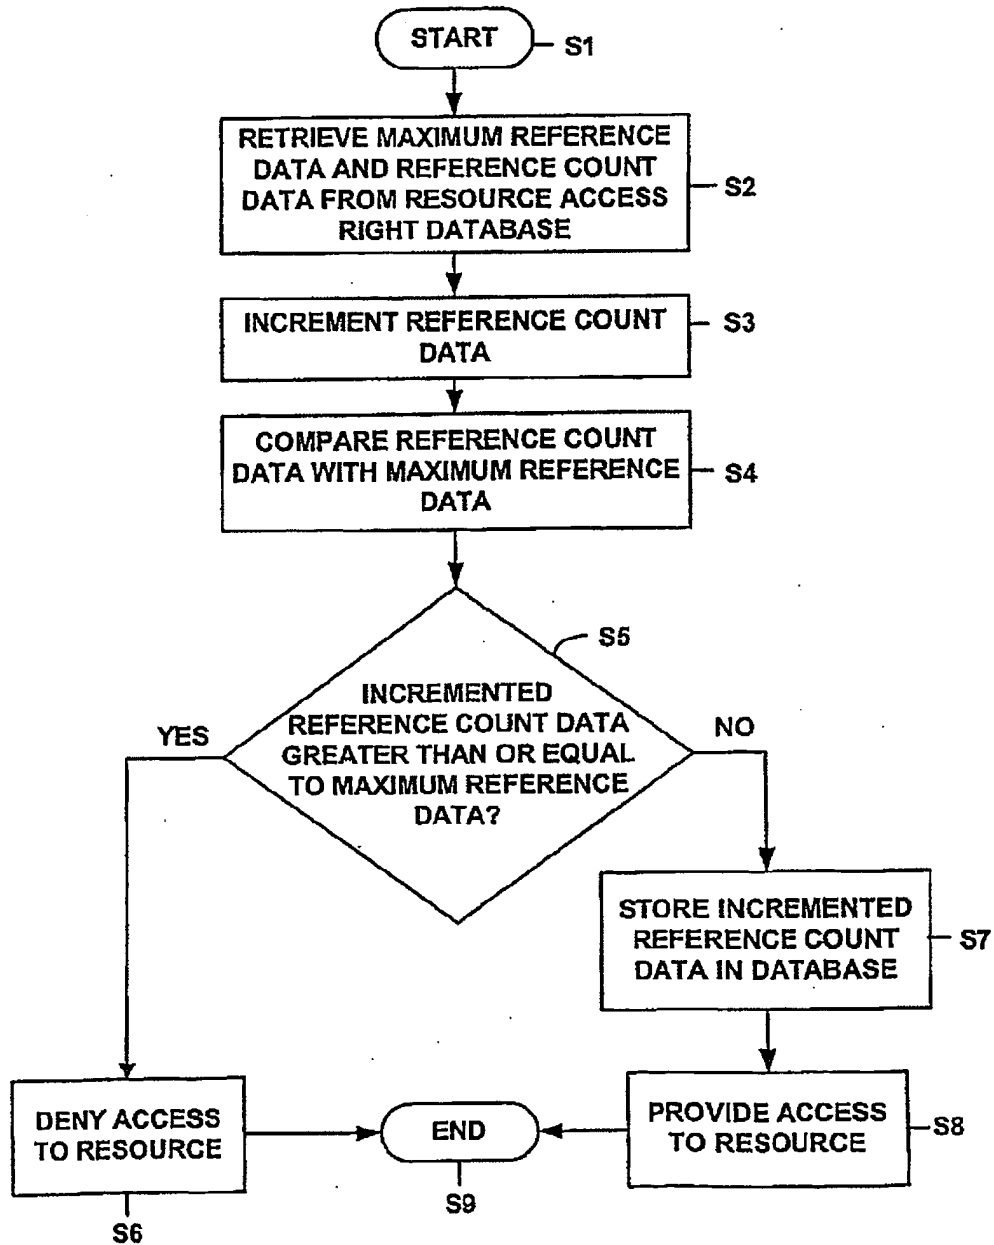 START
S1
RETRIEVE MAXIMUM REFERENCE
DATA AND REFERENCE COUNT
DATA FROM RESOURCE ACCESS
RIGHT DATABASE
S2
INCREMENT REFERENCE COUNT
DATA
S3
COMPARE REFERENCE COUNT
DATA WITH MAXIMUM REFERENCE
DATA
S4
S5
INCREMENTED
REFERENCE COUNT DATA
GREATER THAN OR EQUAL
TO MAXIMUM REFERENCE
DATA?
YES
NO
STORE INCREMENTED
REFERENCE COUNT
DATA IN DATABASE
S7
DENY ACCESS
TO RESOURCE
S6
END
S9
PROVIDE ACCESS
TO RESOURCE
S8